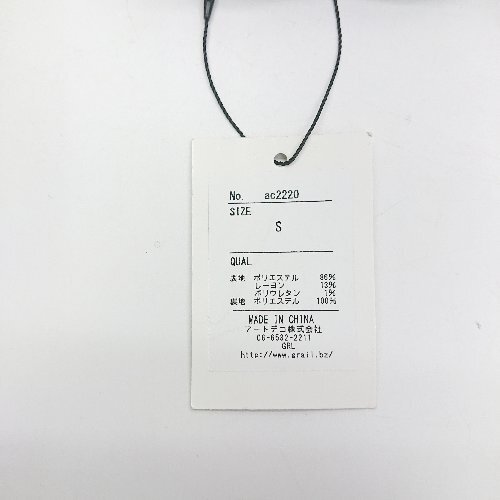 No. ac2220
SIZE
S
QUAL
表地 ポリエステル 86%
レーヨン 13%
ポリウレタン 1%
裏地 ポリエステル 100%
MADE IN CHINA
アートデコ株式会社
06-6532-2211
GRL
http://www.grail.bz/